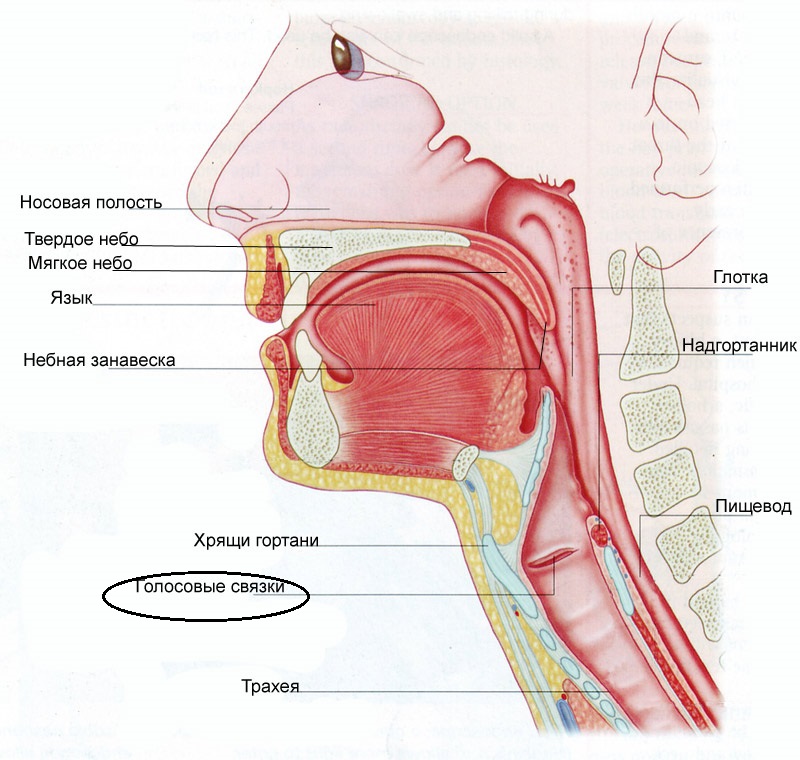 Носовая полость
Твердое небо
Мягкое небо
Глотка
Язык
Надгортанник
Небная занавеска
Пищевод
Хрящи гортани
Голосовые связки
Трахея